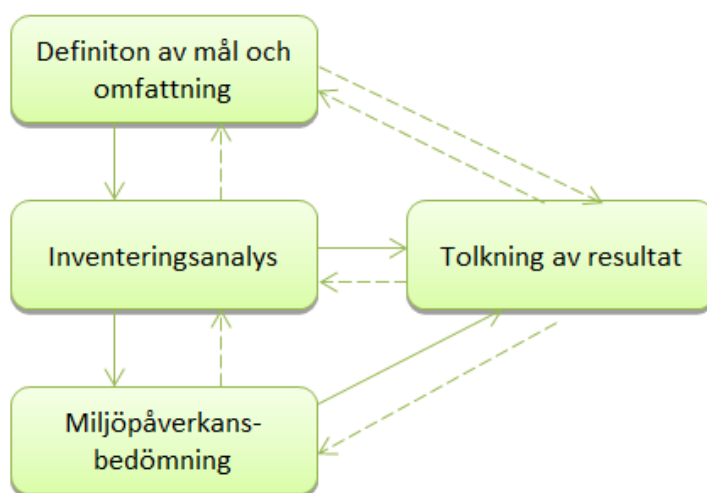 Definiton av mål och
omfattning
Inventeringsanalys
Tolkning av resultat
Miljöpåverkans-
bedömning